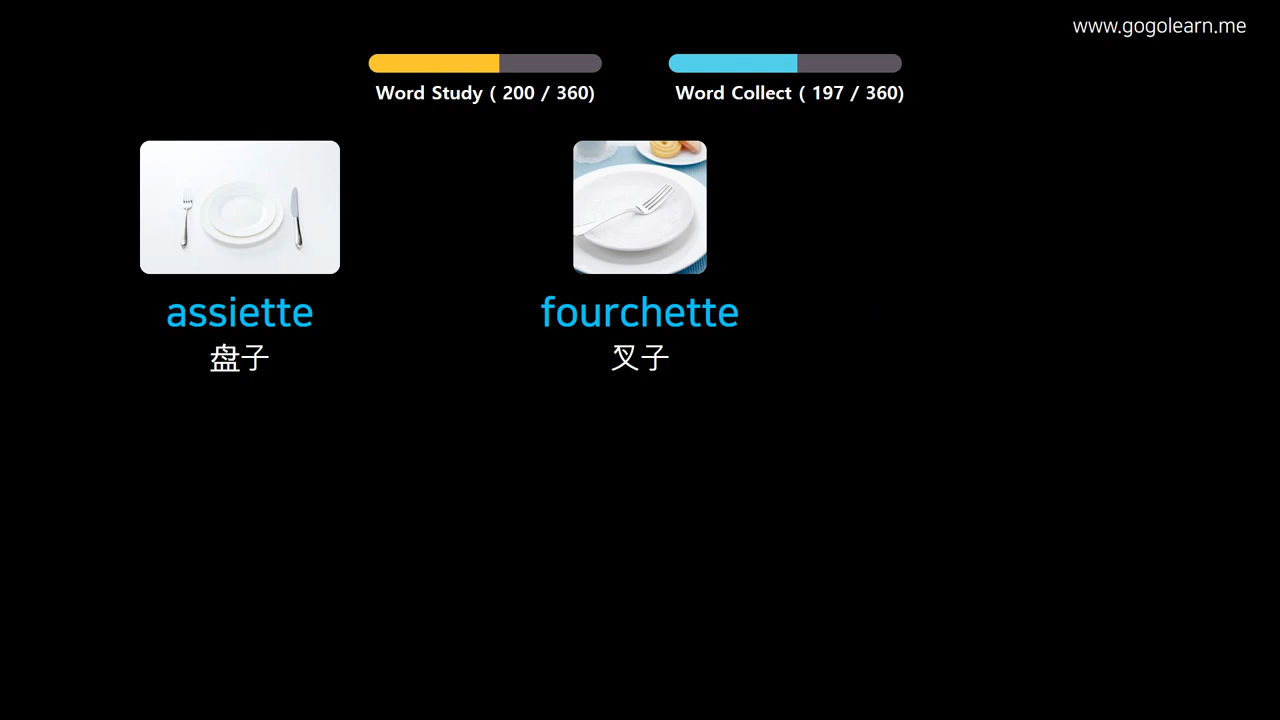 www.gogolearn.me
Word Study ( 200 / 360)
Word Collect ( 197 / 360)
assiette
盘子
fourchette
叉子